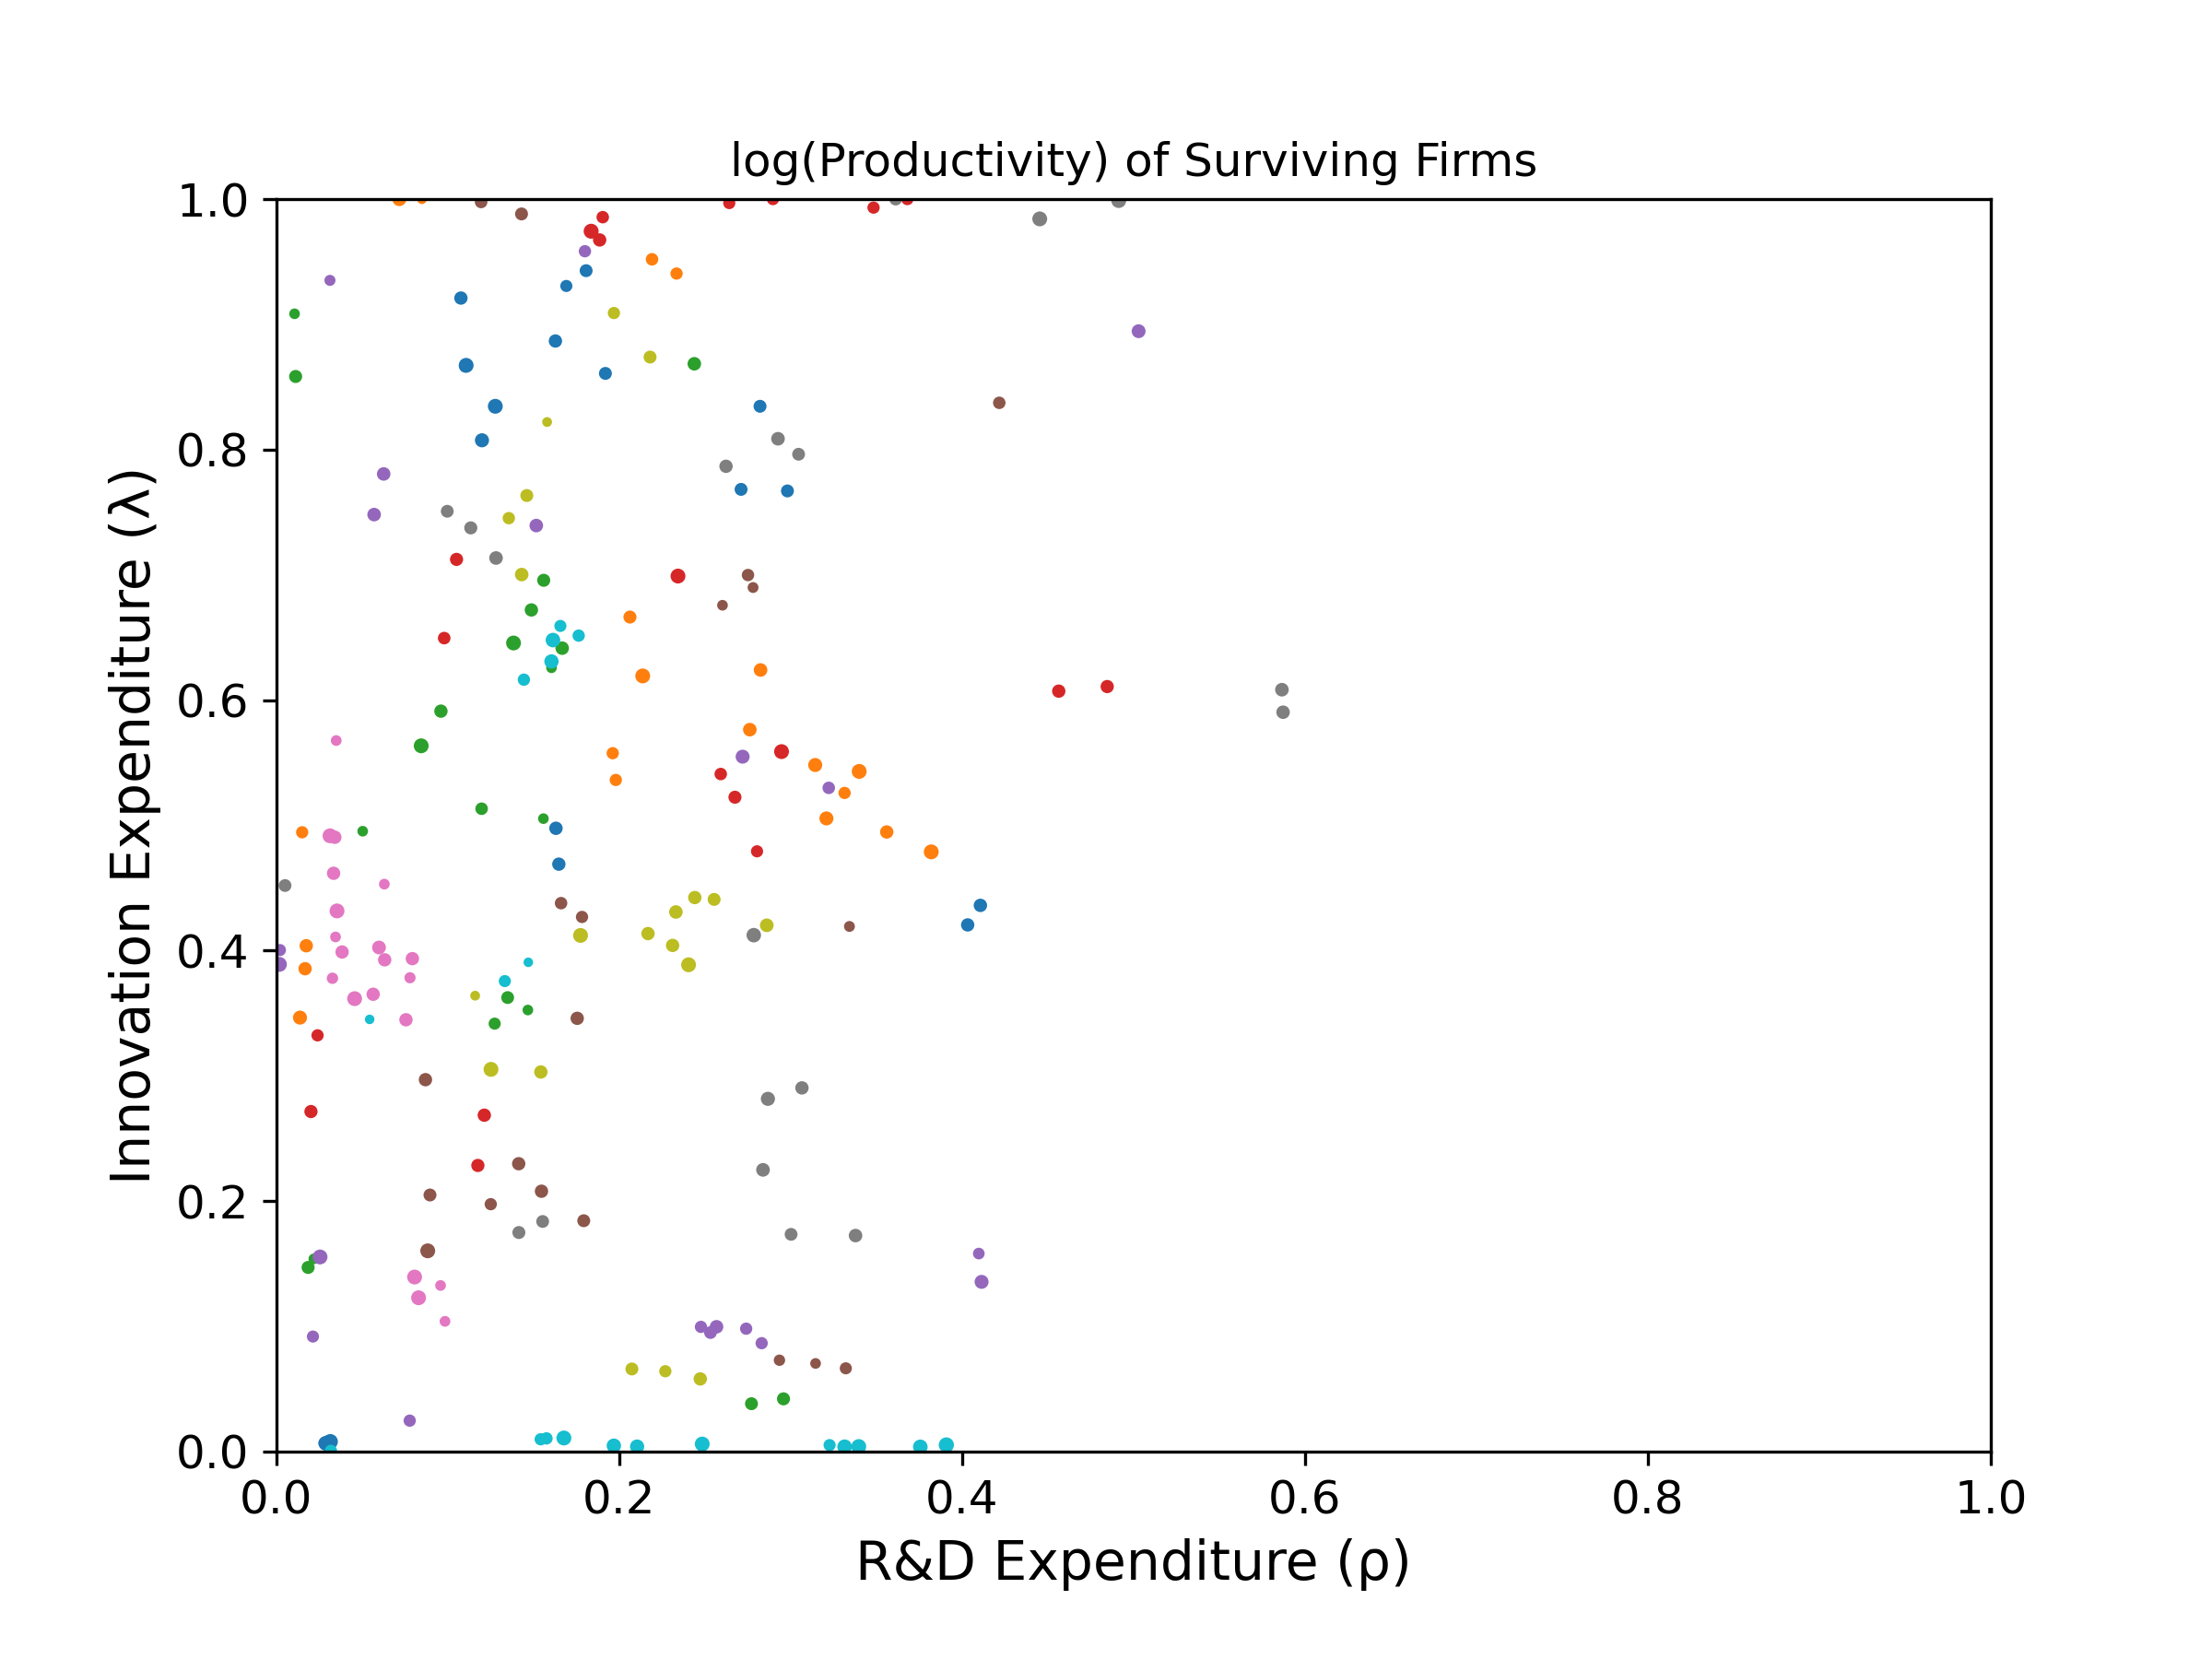 log(Productivity) of Surviving Firms
1.0
0.8
0.6
0.4
0.2
0.0
Innovation Expenditure (λ)
0.0 0.2 0.4 0.6 0.8 1.0
R&D Expenditure (ρ)